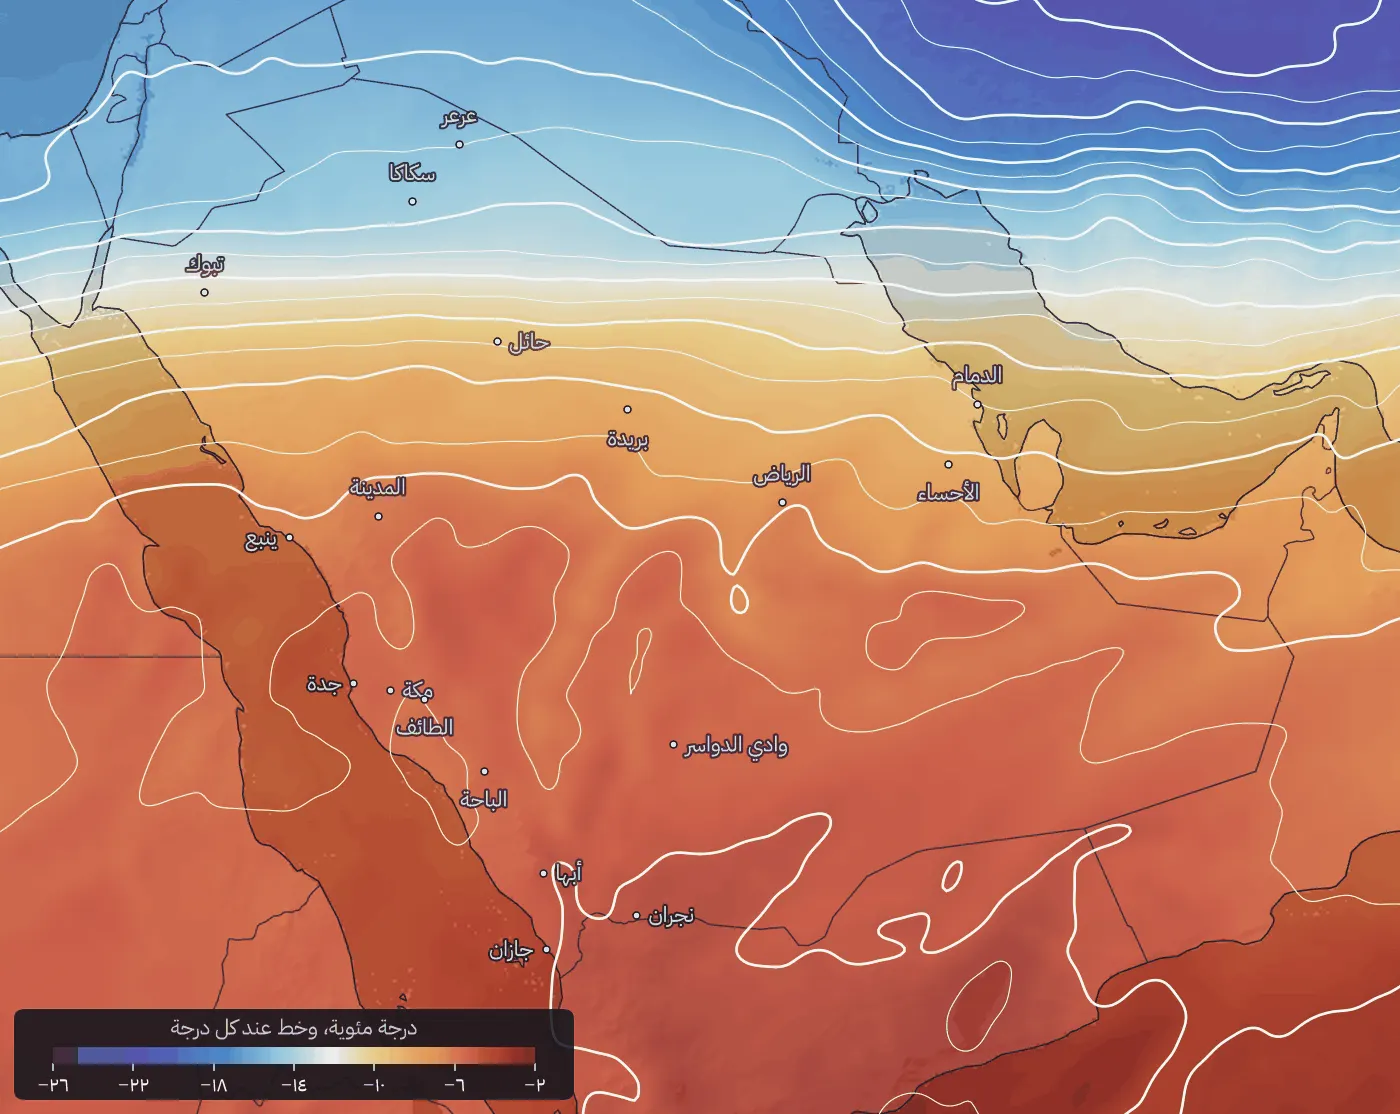 عرعر
سكاكا
تبوك
حائل
الدمام
بريدة
الرياض
الأحساء
المدينة
ينبع
جدة
مكة
الطائف
وادي الدواسر
الباحة
أبها
نجران
جازان
درجة مئوية، وخط عند كل درجة
−٢٦ −٢٢ −١٨ −١٤ −١٠ −٦ −٢